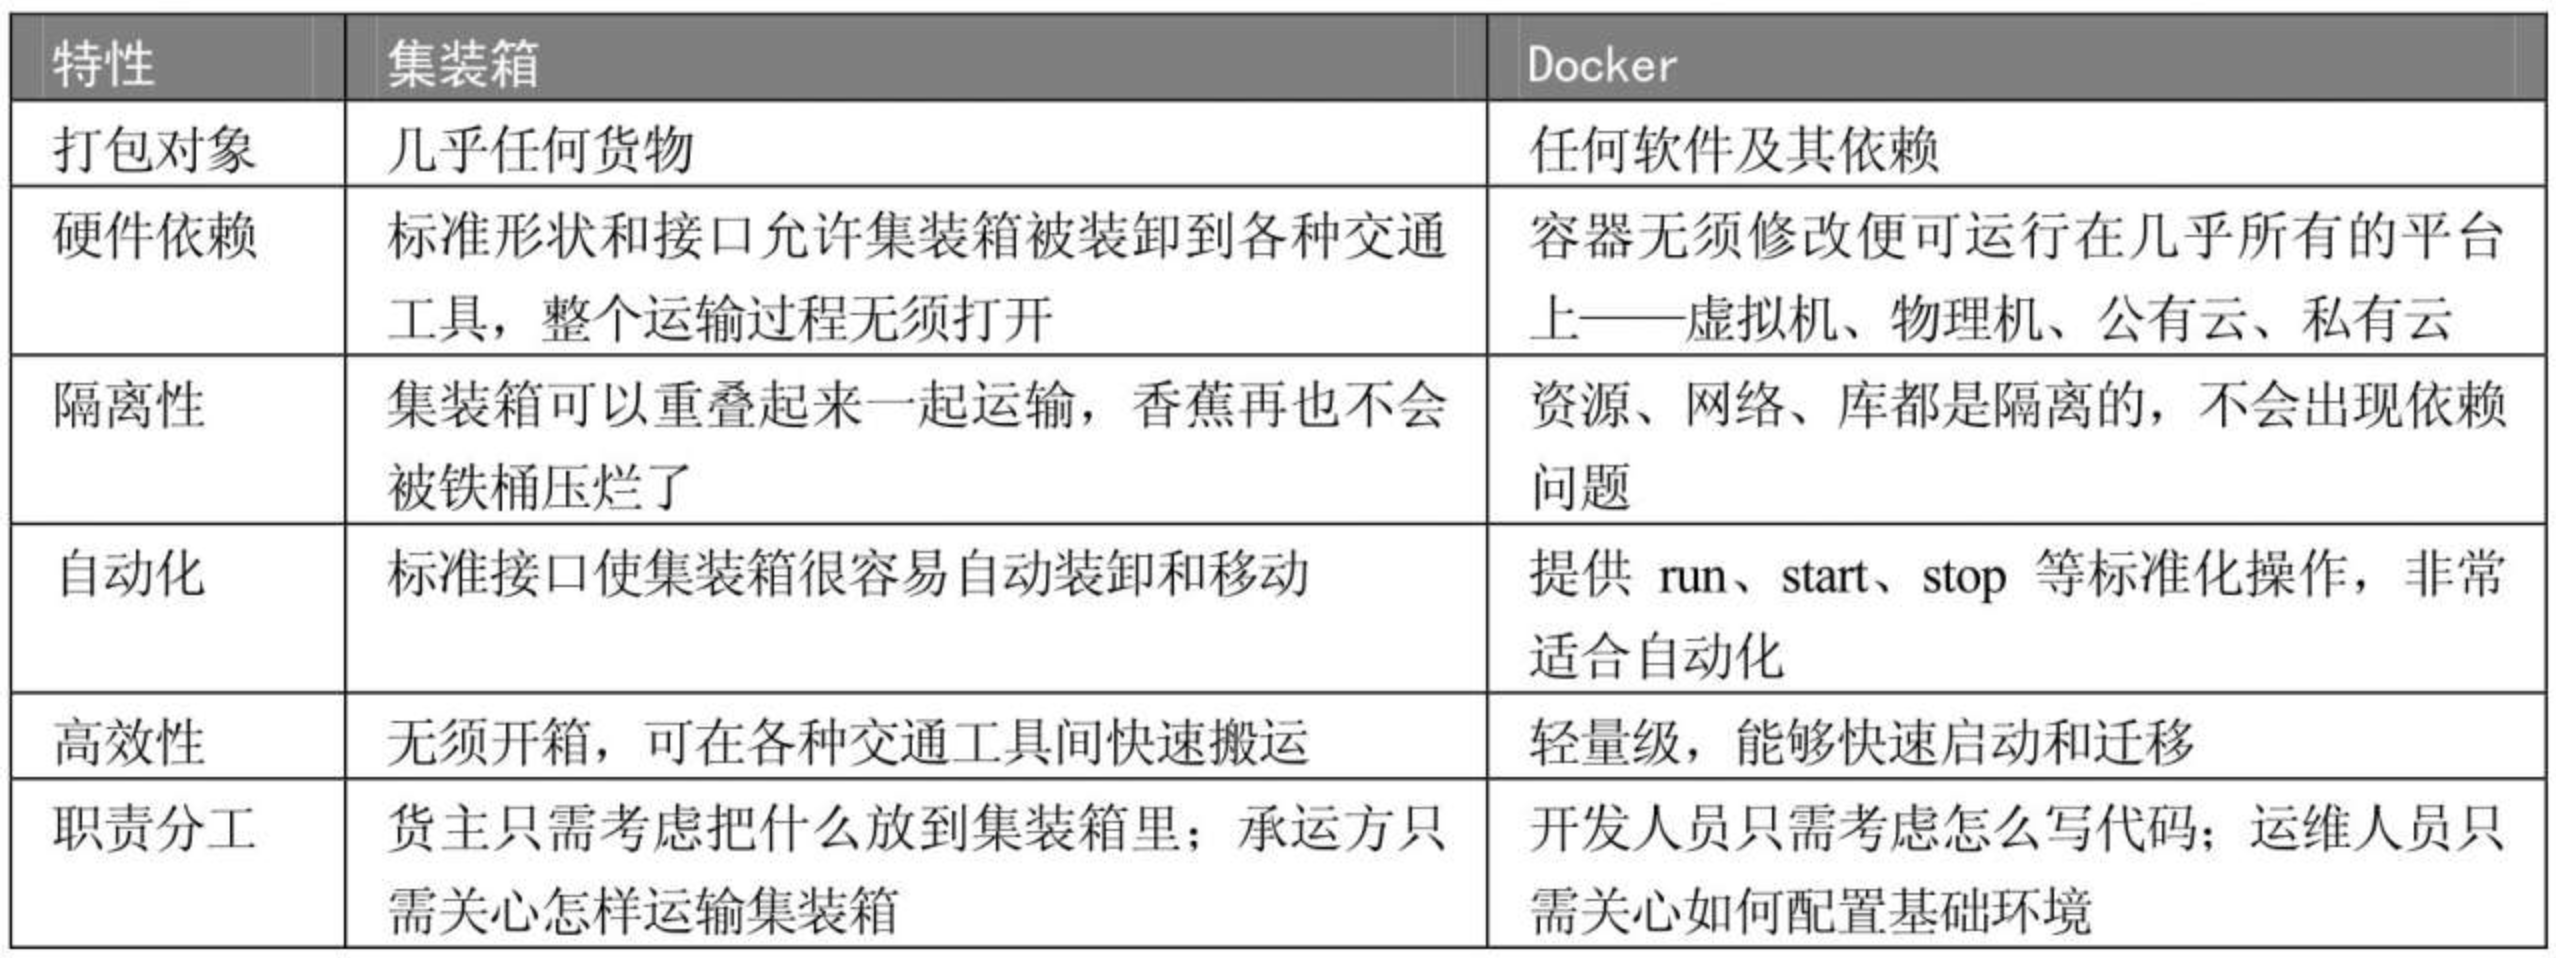 特性 集装箱 Docker
打包对象 几乎任何货物 任何软件及其依赖
硬件依赖 标准形状和接口允许集装箱被装卸到各种交通 容器无须修改便可运行在几乎所有的平台
工具，整个运输过程无须打开 上——虚拟机、物理机、公有云、私有云
隔离性 集装箱可以重叠起来一起运输，香蕉再也不会 资源、网络、库都是隔离的，不会出现依赖
被铁桶压烂了 问题
自动化 标准接口使集装箱很容易自动装卸和移动 提供 run、start、stop 等标准化操作，非常
适合自动化
高效性 无须开箱，可在各种交通工具间快速搬运 轻量级，能够快速启动和迁移
职责分工 货主只需考虑把什么放到集装箱里；承运方只 开发人员只需考虑怎么写代码；运维人员只
需关心怎样运输集装箱 需关心如何配置基础环境